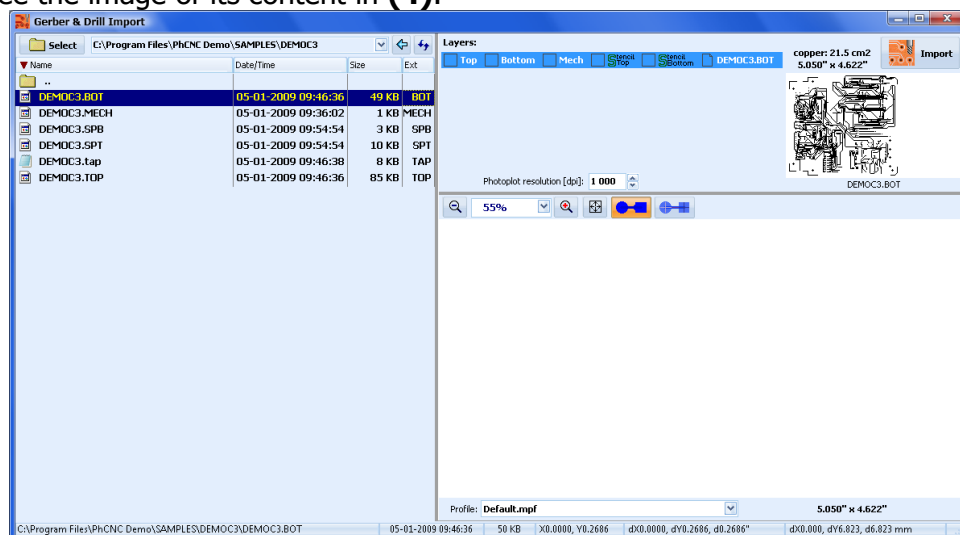 ce the image of its content in (4).
Gerber & Drill Import
Select C:\Program Files\PhCNC Demo\SAMPLES\DEMOC3
Name Date/Time Size Ext
..
DEMOC3.BOT 05-01-2009 09:46:36 49 KB BOT
DEMOC3.MECH 05-01-2009 09:36:02 1 KB MECH
DEMOC3.SPB 05-01-2009 09:54:54 3 KB SPB
DEMOC3.SPT 05-01-2009 09:54:54 10 KB SPT
DEMOC3.tap 05-01-2009 09:46:38 8 KB TAP
DEMOC3.TOP 05-01-2009 09:46:36 85 KB TOP
Layers:
Top Bottom Mech Stencil Top Stencil Bottom DEMOC3.BOT
copper: 21.5 cm2
5.050" x 4.622"
Import
Photoplot resolution [dpi]: 1 000
DEMOC3.BOT
55%
Profile: Default.mpf 5.050" x 4.622"
C:\Program Files\PhCNC Demo\SAMPLES\DEMOC3\DEMOC3.BOT 05-01-2009 09:46:36 50 KB X0.0000, Y0.2686 dX0.0000, dY0.2686, d0.2686" dX0.000, dY6.823, d6.823 mm